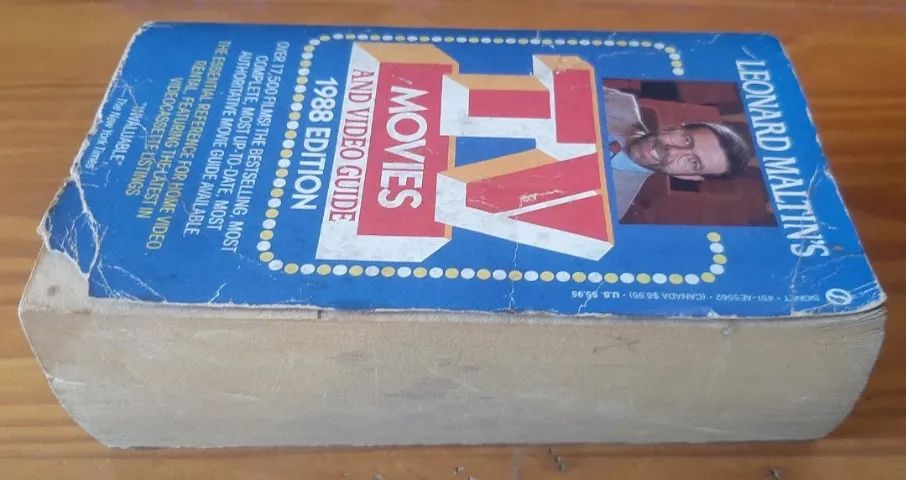 LEONARD MALTIN'S
TV
MOVIES
AND VIDEO GUIDE
1988 EDITION
OVER 17,500 FILMS! THE BESTSELLING, MOST
COMPLETE, MOST UP-TO-DATE, MOST
AUTHORITATIVE MOVIE GUIDE AVAILABLE
THE ESSENTIAL REFERENCE FOR HOME VIDEO
RENTAL, FEATURING THE LATEST IN
VIDEOCASSETTE LISTINGS
"INVALUABLE"
The New York Times
SIGNET • 451-AE5562 • (CANADA $6.95) • U.S. $5.95